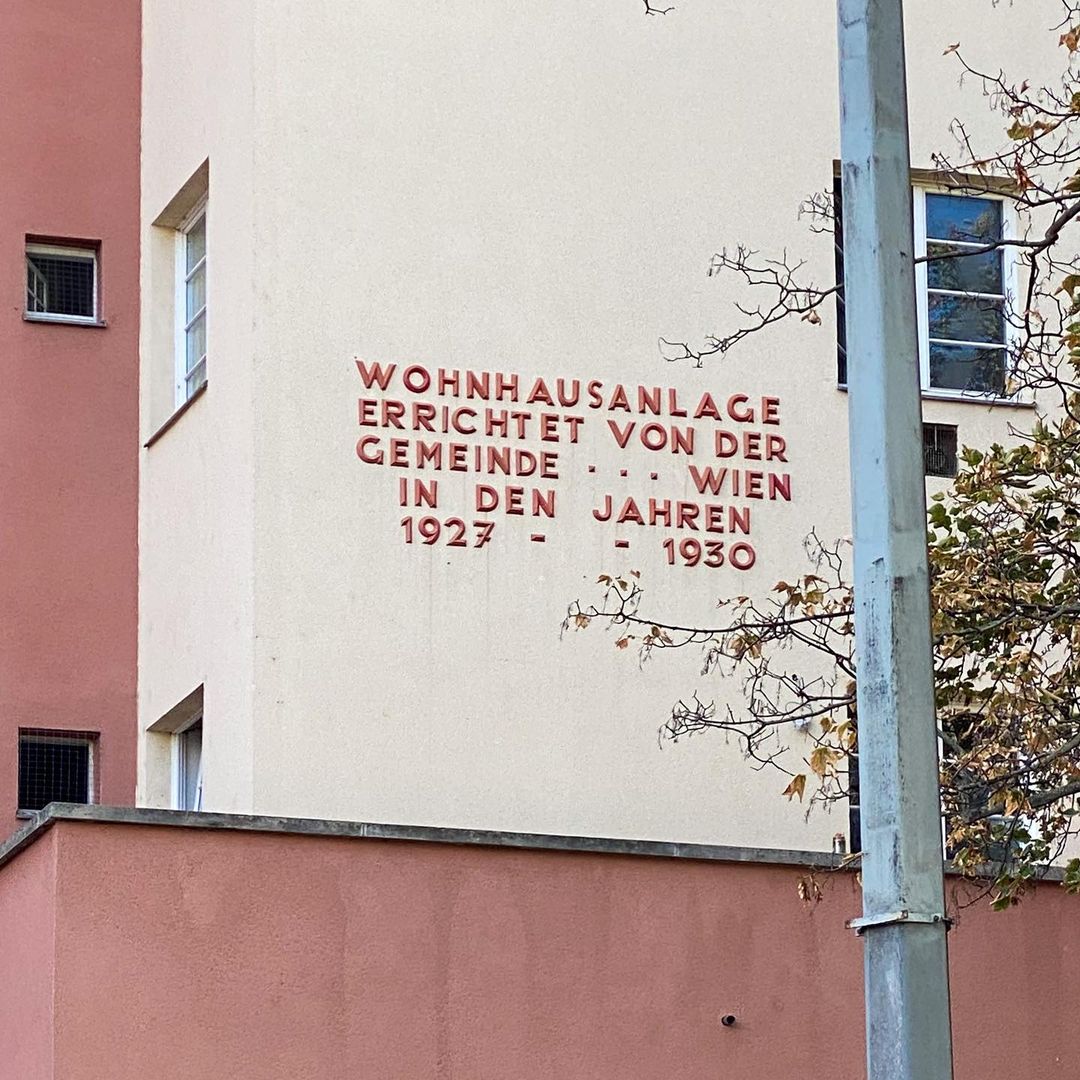 WOHNHAUSANLAGE
ERRICHTET VON DER
GEMEINDE . . . WIEN
IN DEN JAHREN
1927 - - 1930